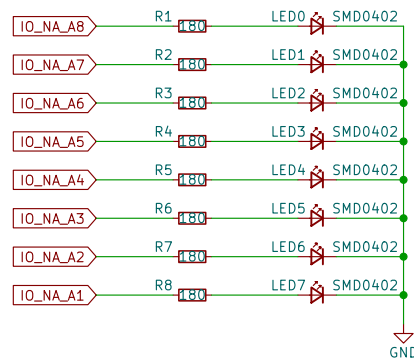 IO_NA_A8 R1 180 LED0 SMD0402
IO_NA_A7 R2 180 LED1 SMD0402
IO_NA_A6 R3 180 LED2 SMD0402
IO_NA_A5 R4 180 LED3 SMD0402
IO_NA_A4 R5 180 LED4 SMD0402
IO_NA_A3 R6 180 LED5 SMD0402
IO_NA_A2 R7 180 LED6 SMD0402
IO_NA_A1 R8 180 LED7 SMD0402
GND